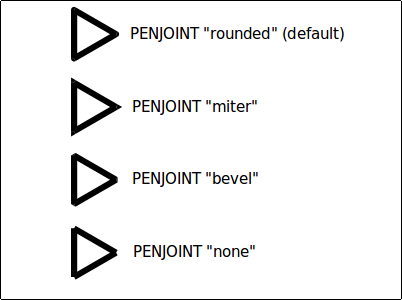 PENJOINT "rounded" (default)
PENJOINT "miter"
PENJOINT "bevel"
PENJOINT "none"